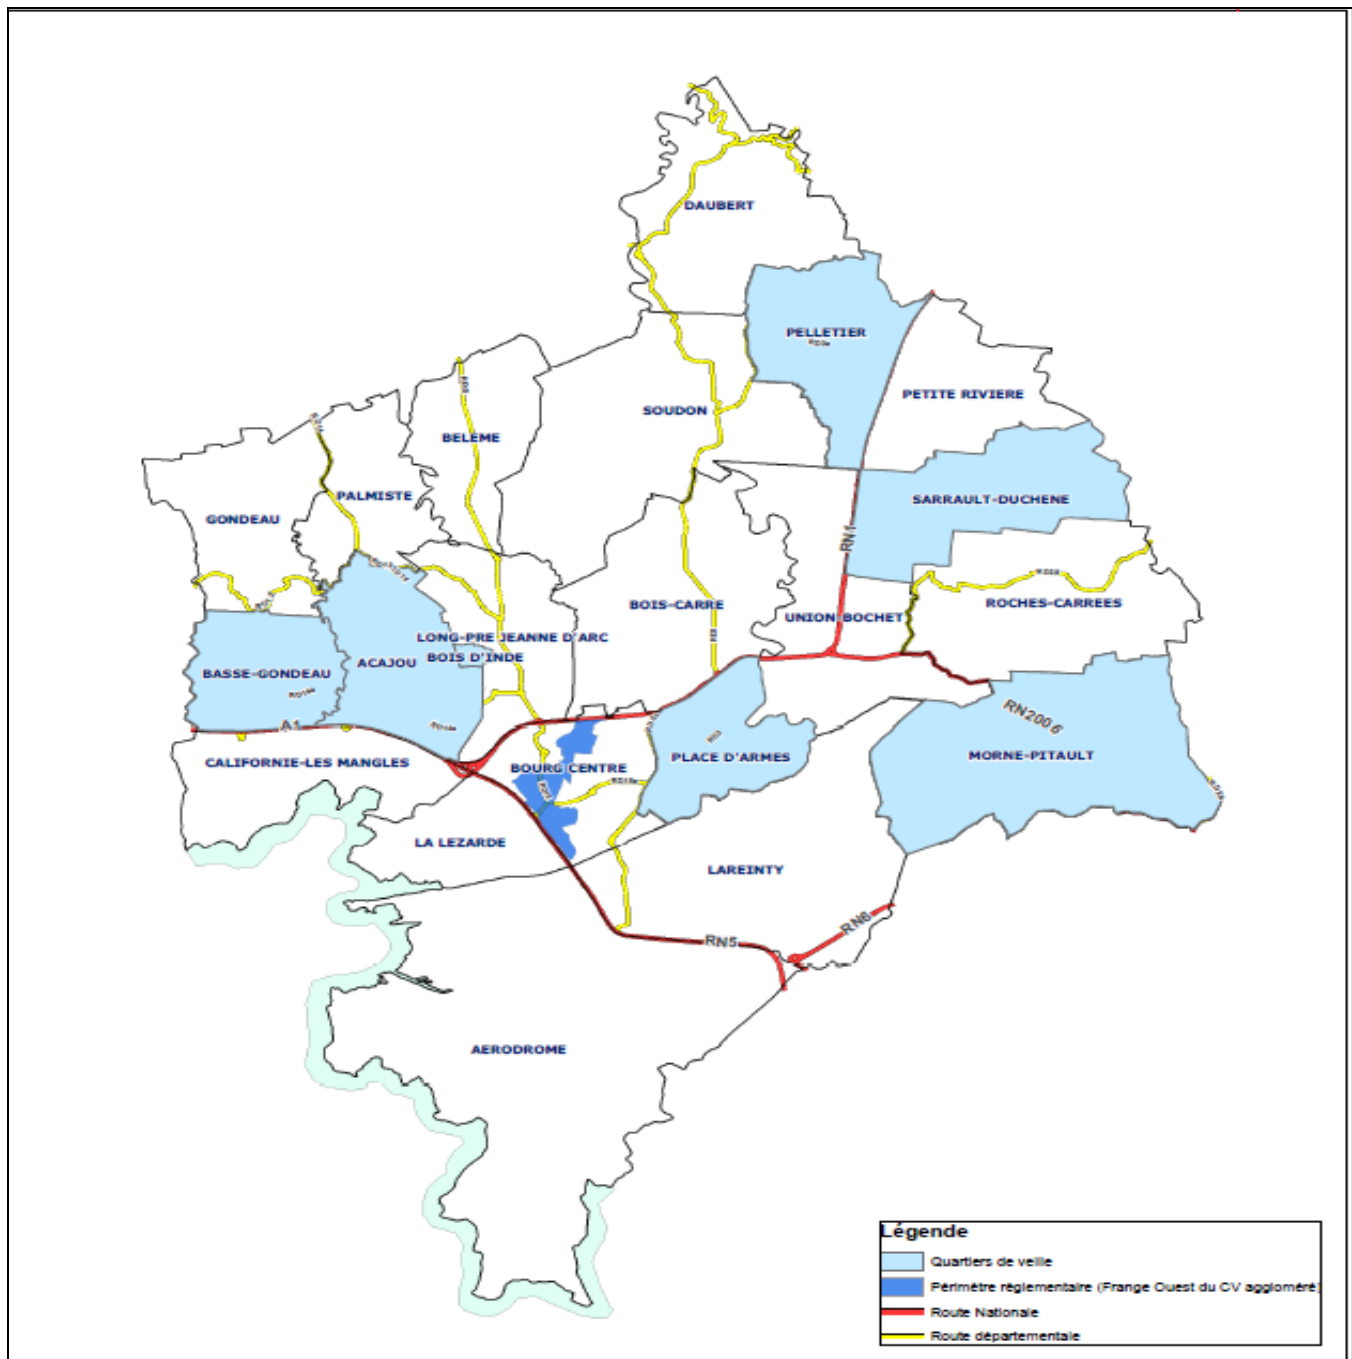 DAUBERT
PELLETIER
PETITE RIVIERE
SOUDON
BELEME
PALMISTE
SARRAULT-DUCHENE
GONDEAU
RN1
BOIS-CARRE
ROCHES-CARREES
UNION BOCHET
LONG-PRE JEANNE D'ARC
BOIS D'INDE
ACAJOU
BASSE-GONDEAU
A1
RN2006
PLACE D'ARMES
MORNE-PITAULT
CALIFORNIE-LES MANGLES
BOURG CENTRE
LA LEZARDE
LAREINTY
RN6
RN5
AERODROME
Légende
Quartiers de veille
Périmètre réglementaire (Frange Ouest du CV aggloméré)
Route Nationale
Route départementale